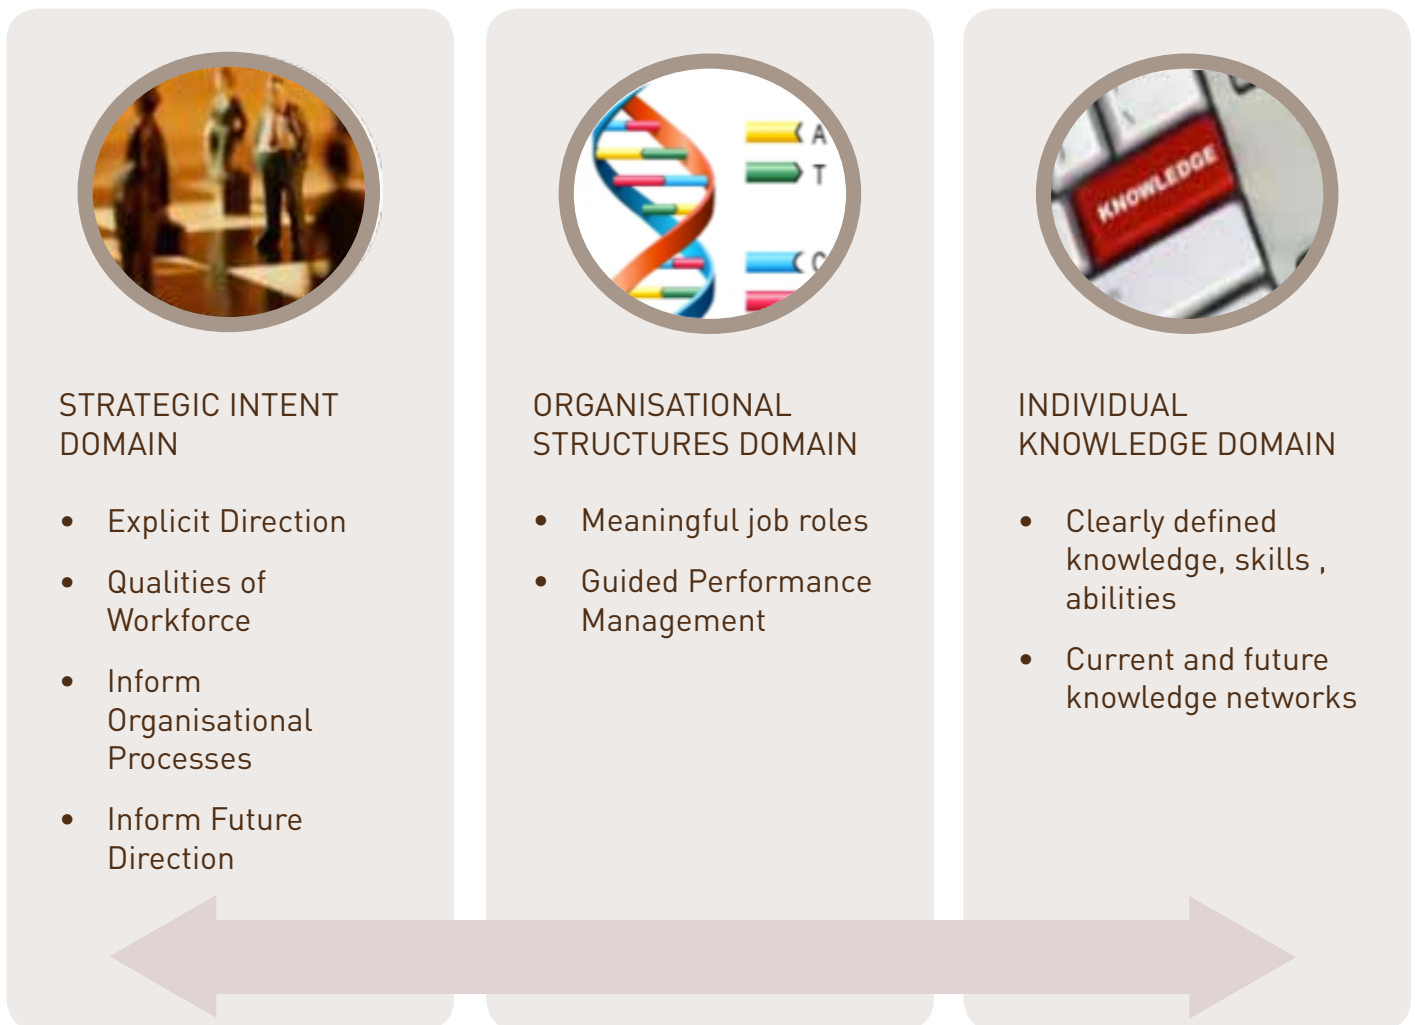 A
T
C
KNOWLEDGE
STRATEGIC INTENT
DOMAIN
• Explicit Direction
• Qualities of
Workforce
• Inform
Organisational
Processes
• Inform Future
Direction
ORGANISATIONAL
STRUCTURES DOMAIN
• Meaningful job roles
• Guided Performance
Management
INDIVIDUAL
KNOWLEDGE DOMAIN
• Clearly defined
knowledge, skills ,
abilities
• Current and future
knowledge networks